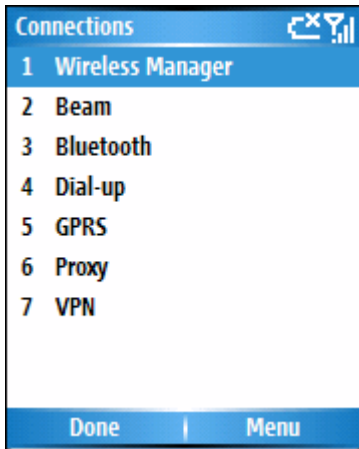 Connections
1 Wireless Manager
2 Beam
3 Bluetooth
4 Dial-up
5 GPRS
6 Proxy
7 VPN
Done Menu